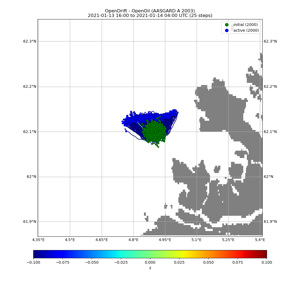 OpenDrift - OpenOil (AASGARD A 2003)
2021-01-13 16:00 to 2021-01-14 04:00 UTC (25 steps)
initial (2000)
active (2000)
62.3°N
62.3°N
62.2°N
62.2°N
62.1°N
62.1°N
62°N
62°N
61.9°N
61.9°N
4.35°E 4.5°E 4.65°E 4.8°E 4.95°E 5.1°E 5.25°E 5.4°E
-0.100 -0.075 -0.050 -0.025 0.000 0.025 0.050 0.075 0.100